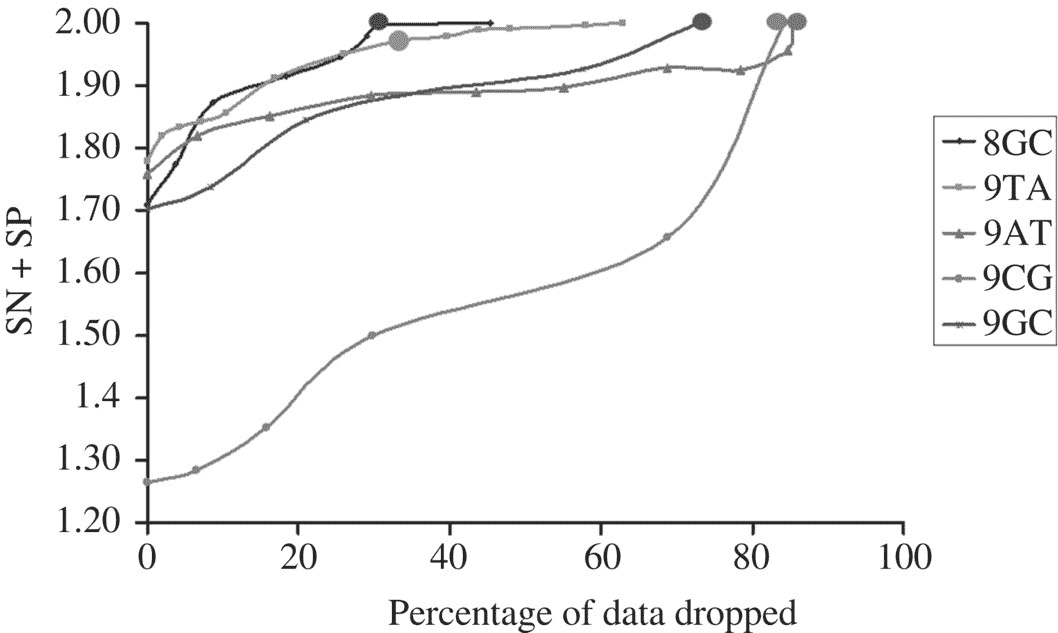 2.00
1.90
1.80
1.70
1.60
1.50
1.4
1.30
1.20
SN + SP
0 20 40 60 80 100
Percentage of data dropped
8GC
9TA
9AT
9CG
9GC